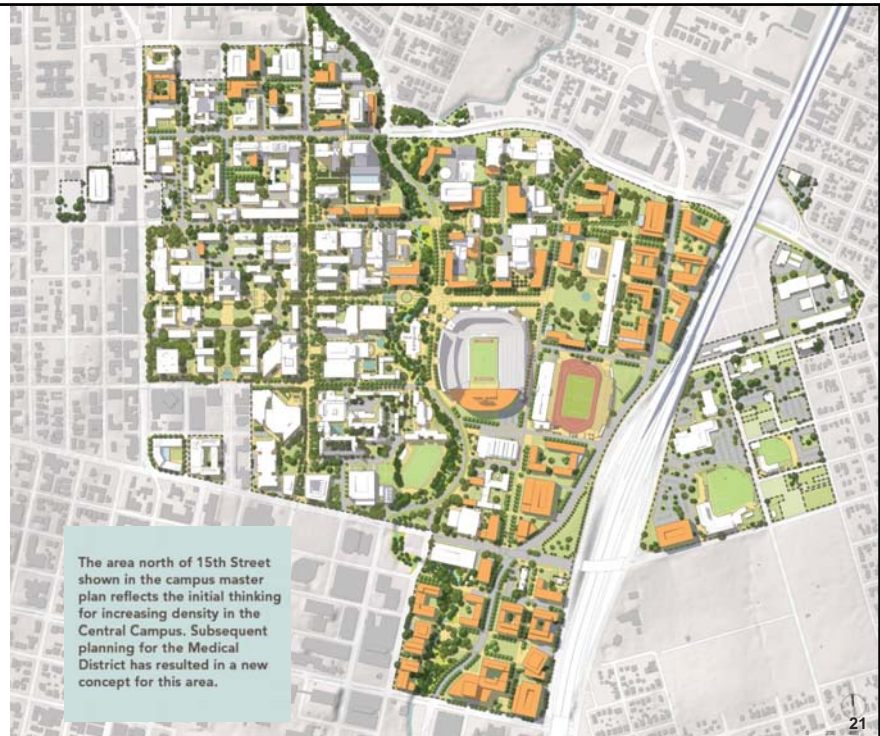 The area north of 15th Street
shown in the campus master
plan reflects the initial thinking
for increasing density in the
Central Campus. Subsequent
planning for the Medical
District has resulted in a new
concept for this area.
21